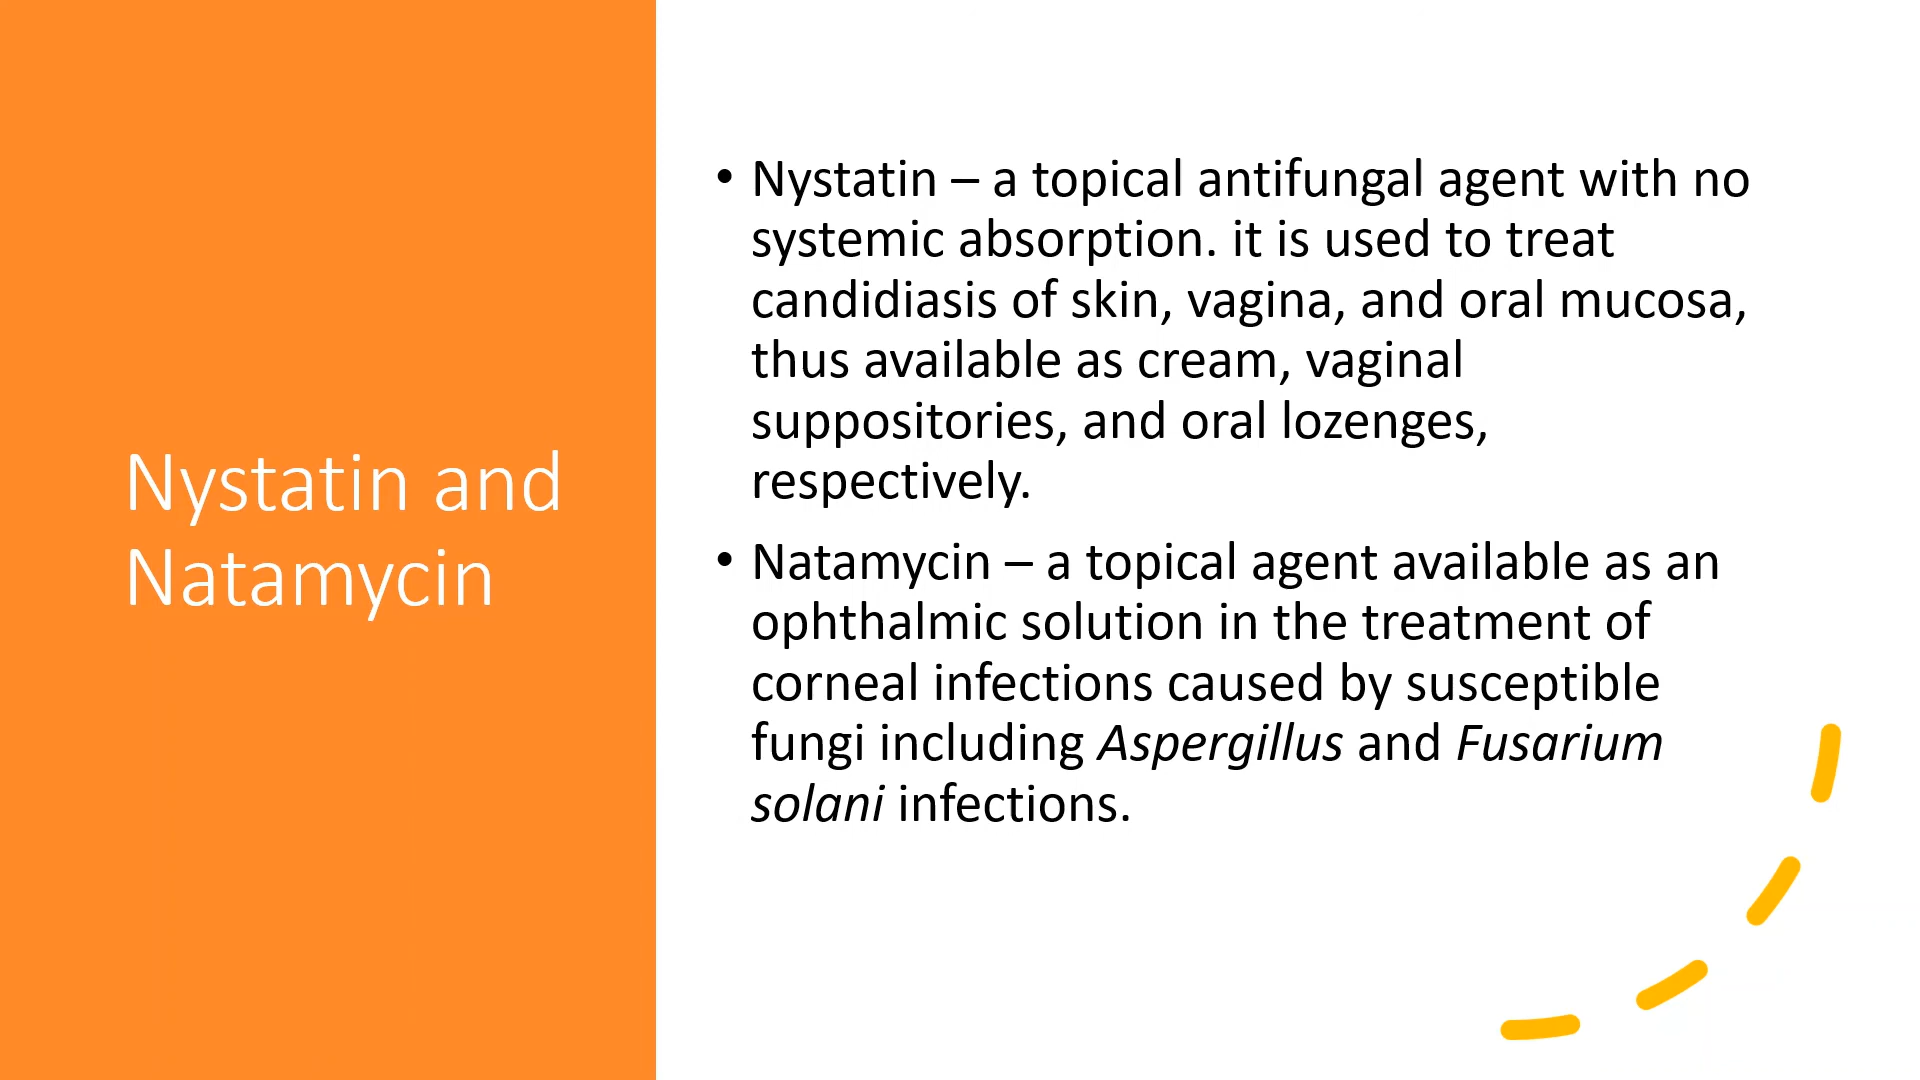 Nystatin and
Natamycin
• Nystatin – a topical antifungal agent with no
systemic absorption. it is used to treat
candidiasis of skin, vagina, and oral mucosa,
thus available as cream, vaginal
suppositories, and oral lozenges,
respectively.
• Natamycin – a topical agent available as an
ophthalmic solution in the treatment of
corneal infections caused by susceptible
fungi including Aspergillus and Fusarium
solani infections.